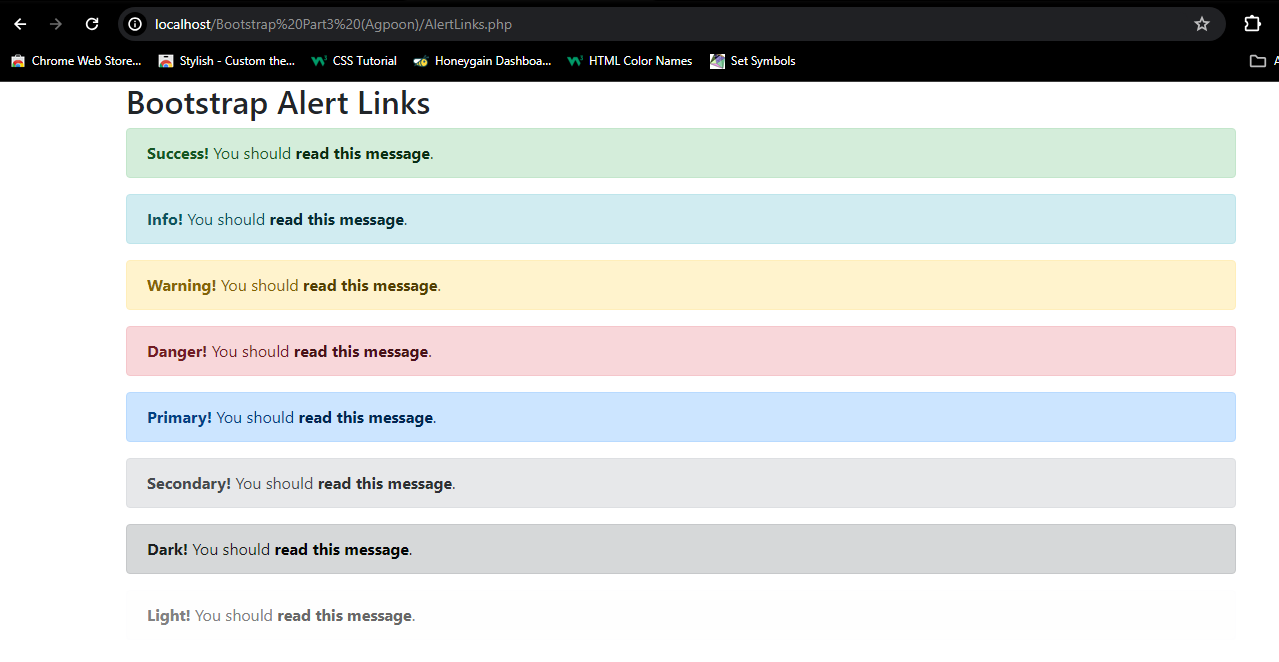 localhost/Bootstrap%20Part3%20(Agpoon)/AlertLinks.php
Chrome Web Store... Stylish - Custom the... CSS Tutorial Honeygain Dashboa... HTML Color Names Set Symbols A
Bootstrap Alert Links
Success! You should read this message.
Info! You should read this message.
Warning! You should read this message.
Danger! You should read this message.
Primary! You should read this message.
Secondary! You should read this message.
Dark! You should read this message.
Light! You should read this message.